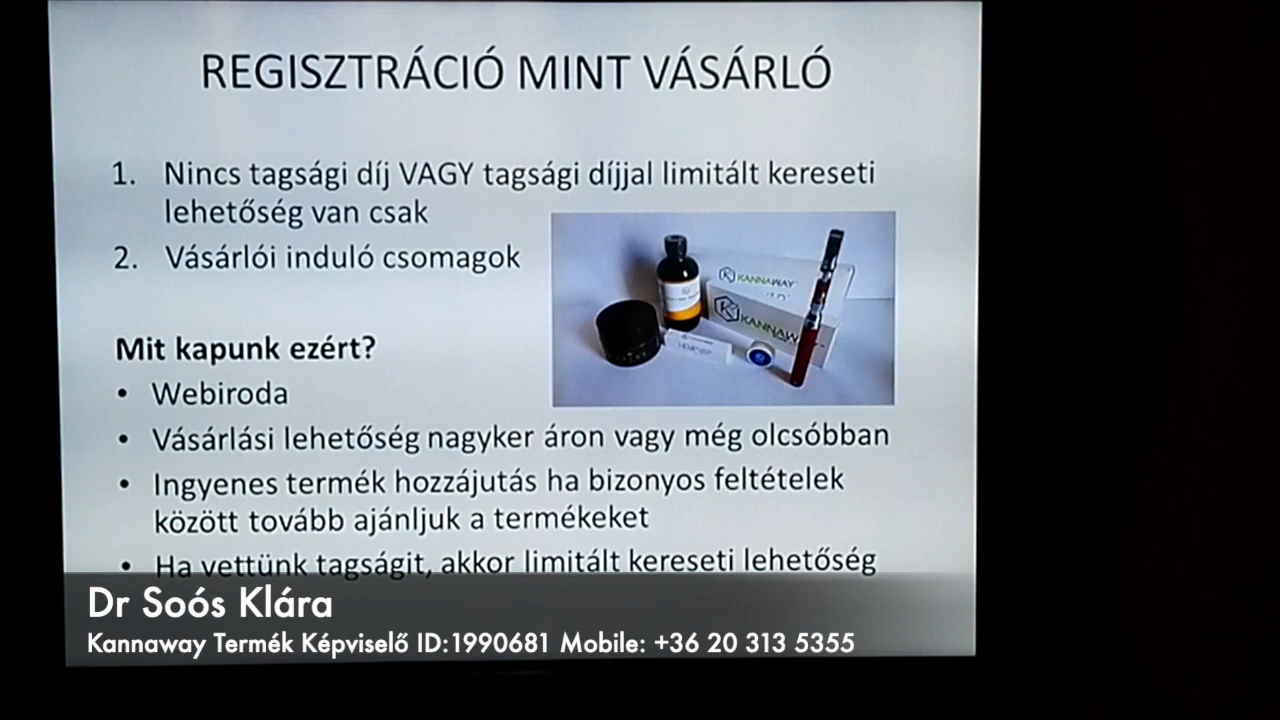 REGISZTRÁCIÓ MINT VÁSÁRLÓ
1. Nincs tagsági díj VAGY tagsági díjjal limitált kereseti
lehetőség van csak
2. Vásárlói induló csomagok
KANNAWAY
KANNAW
Mit kapunk ezért?
• Webiroda
• Vásárlási lehetőség nagyker áron vagy még olcsóbban
• Ingyenes termék hozzájutás ha bizonyos feltételek
között tovább ajánljuk a termékeket
• Ha vettünk tagságit, akkor limitált kereseti lehetőség
Dr Soós Klára
Kannaway Termék Képviselő ID:1990681 Mobile: +36 20 313 5355